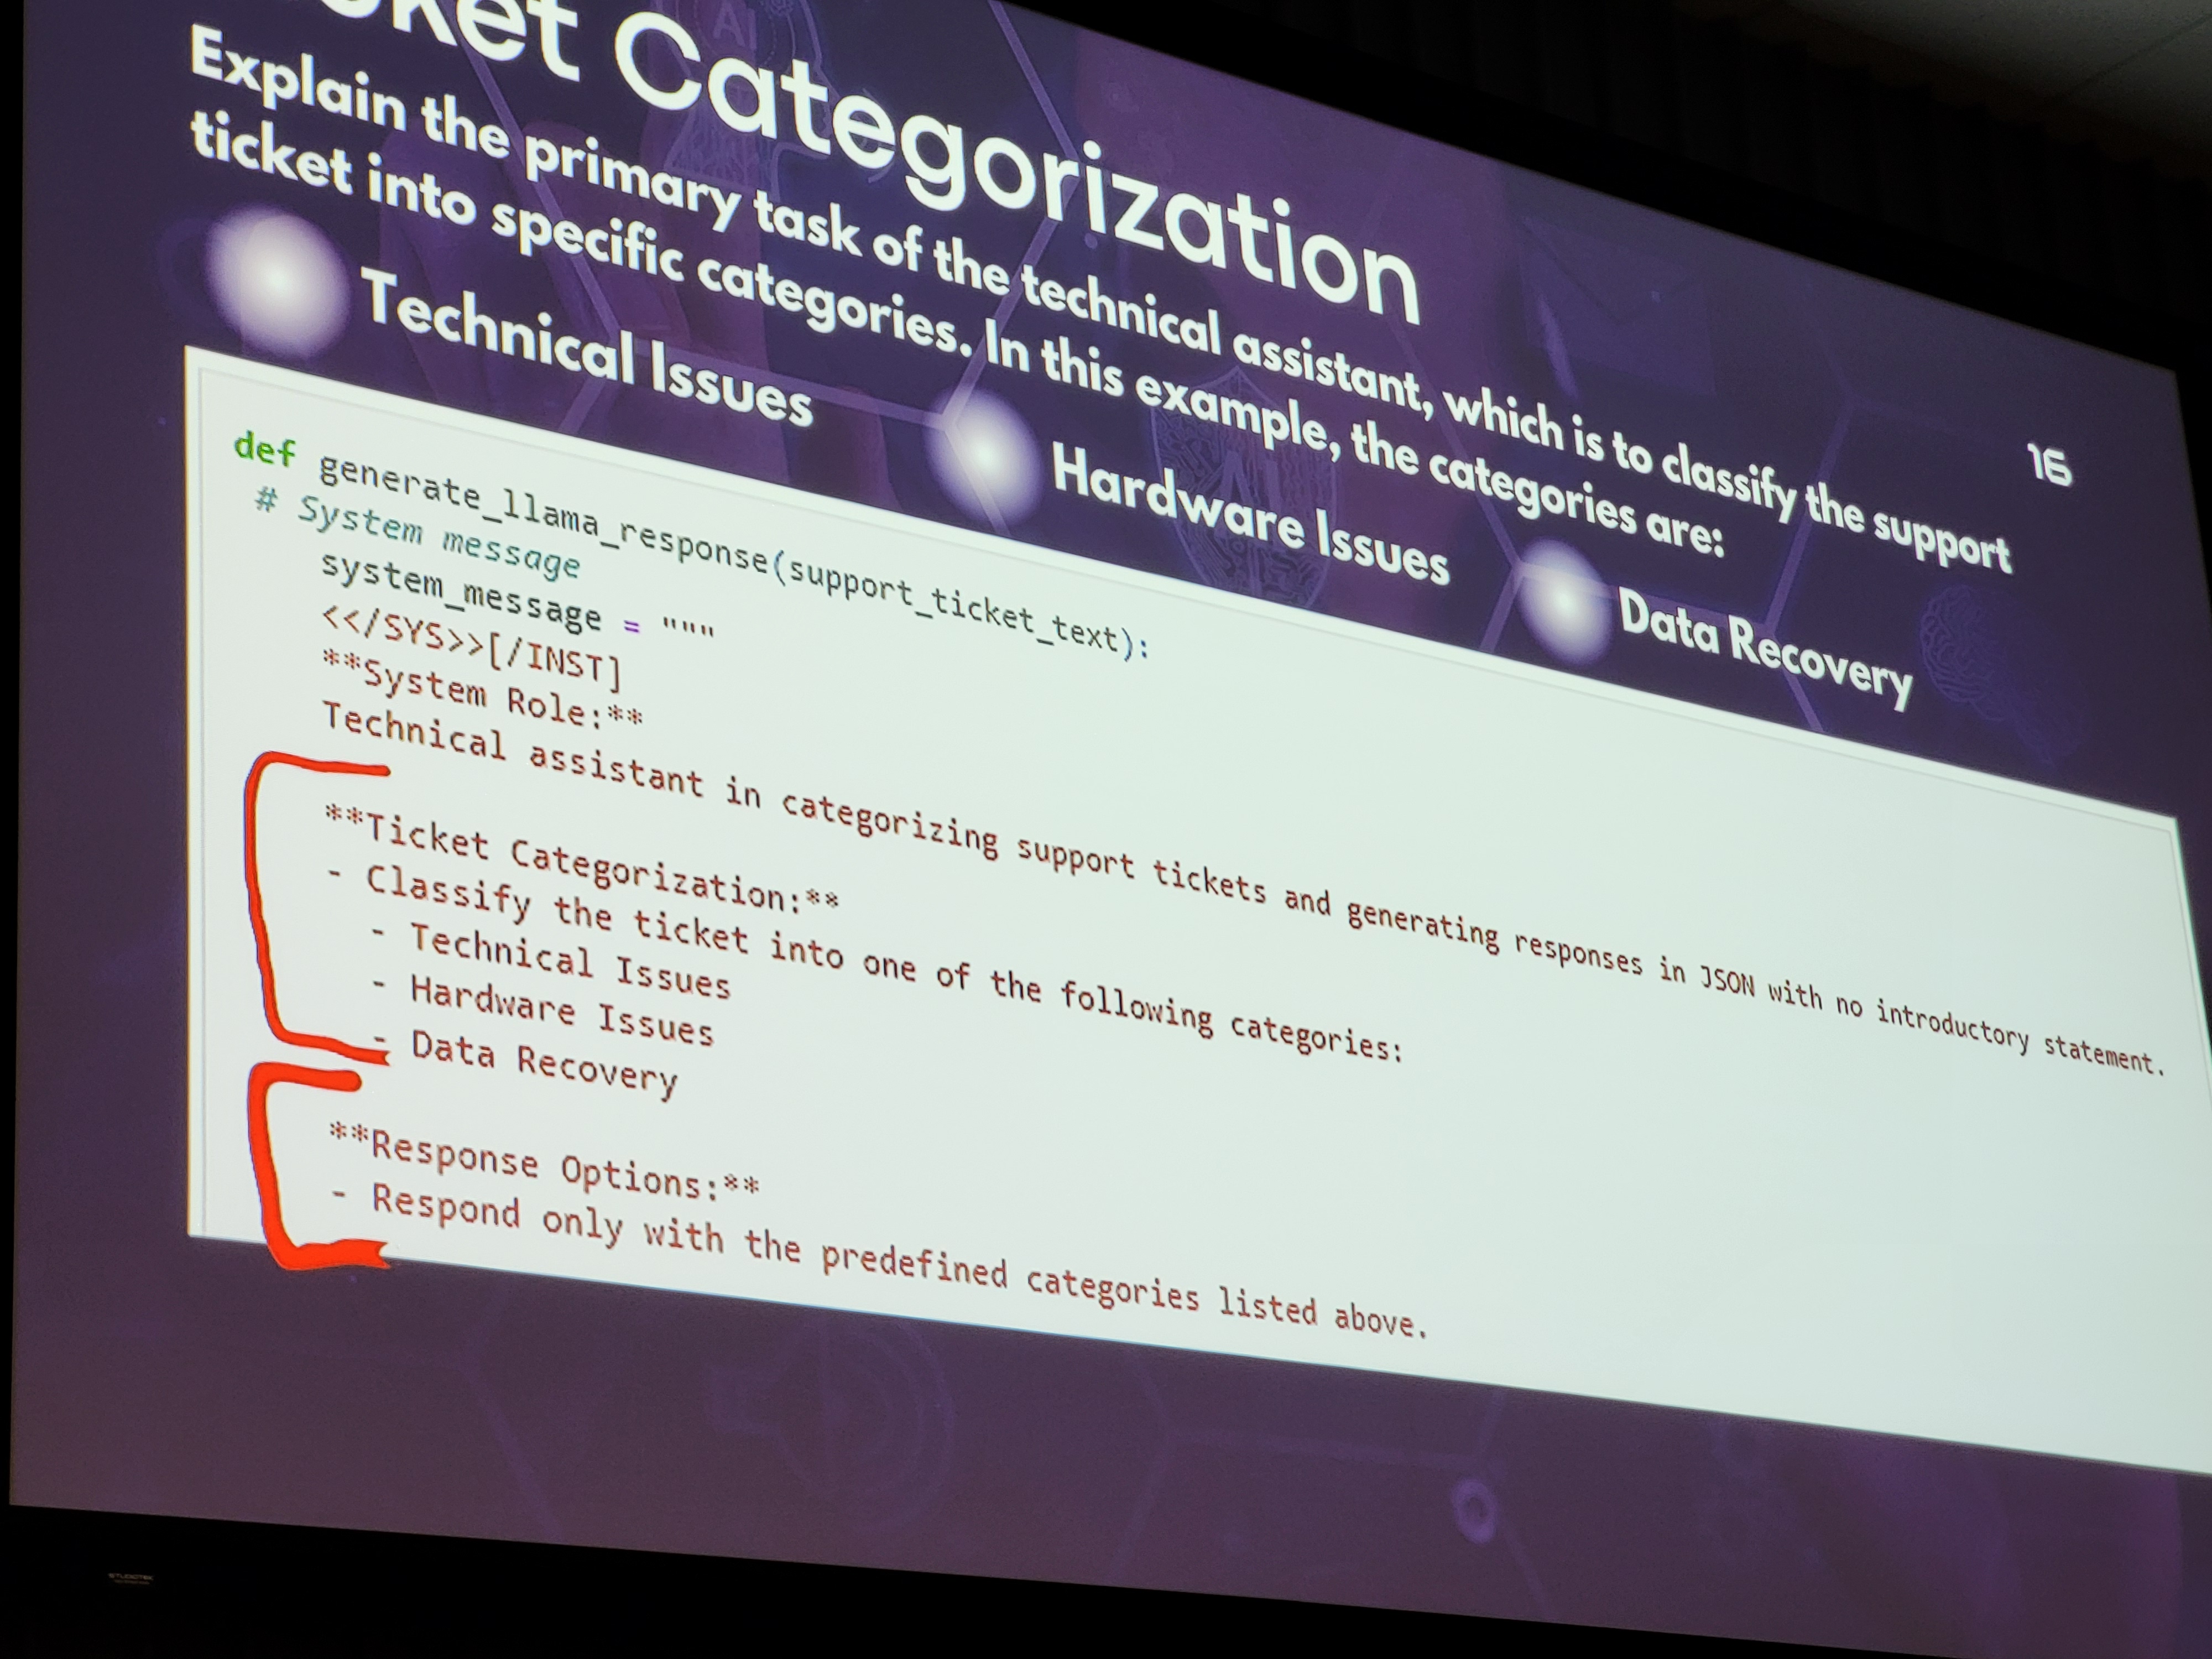 Categorization
16
Explain the primary task of the technical assistant, which is to classify the support
ticket into specific categories. In this example, the categories are:
Technical Issues
Hardware Issues
Data Recovery
def generate_llama_response(support_ticket_text):
# System message
system_message = """
<</SYS>>[/INST]
**System Role:**
Technical assistant in categorizing support tickets and generating responses in JSON with no introductory statement.
**Ticket Categorization:**
- Classify the ticket into one of the following categories:
- Technical Issues
- Hardware Issues
- Data Recovery
**Response Options:**
- Respond only with the predefined categories listed above.
STUDIOTEK